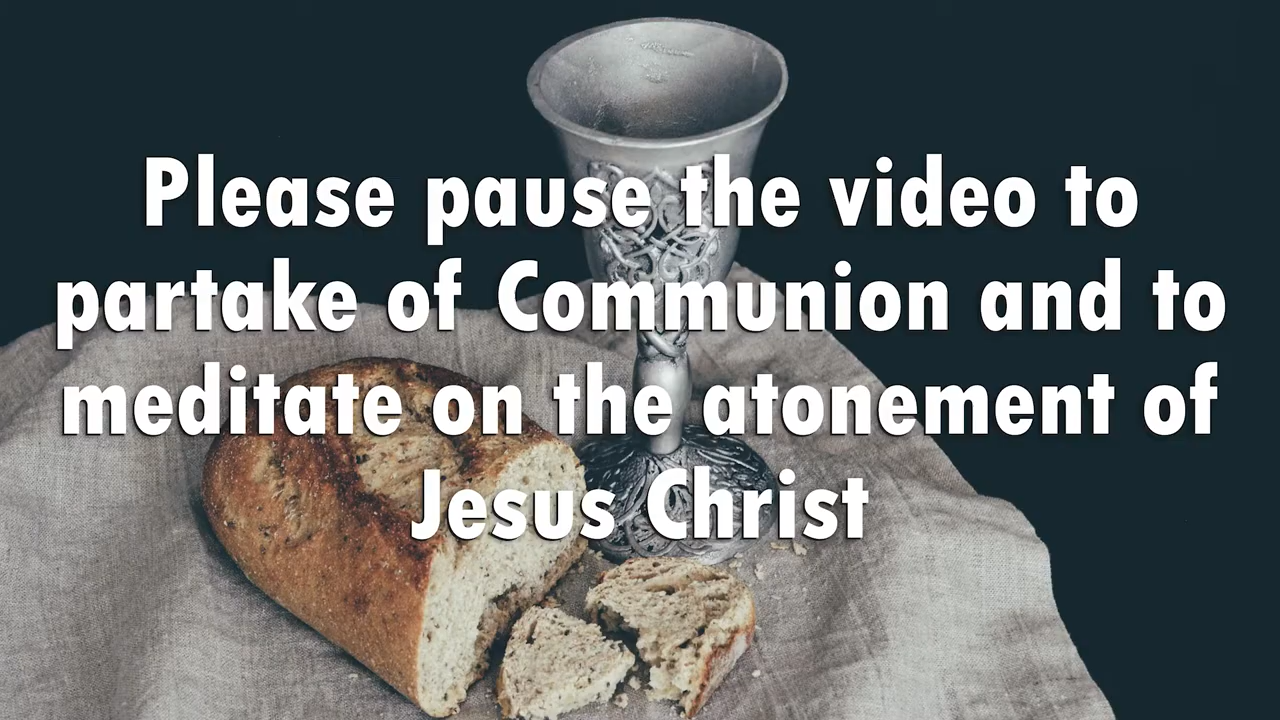 Please pause the video to
partake of Communion and to
meditate on the atonement of
Jesus Christ